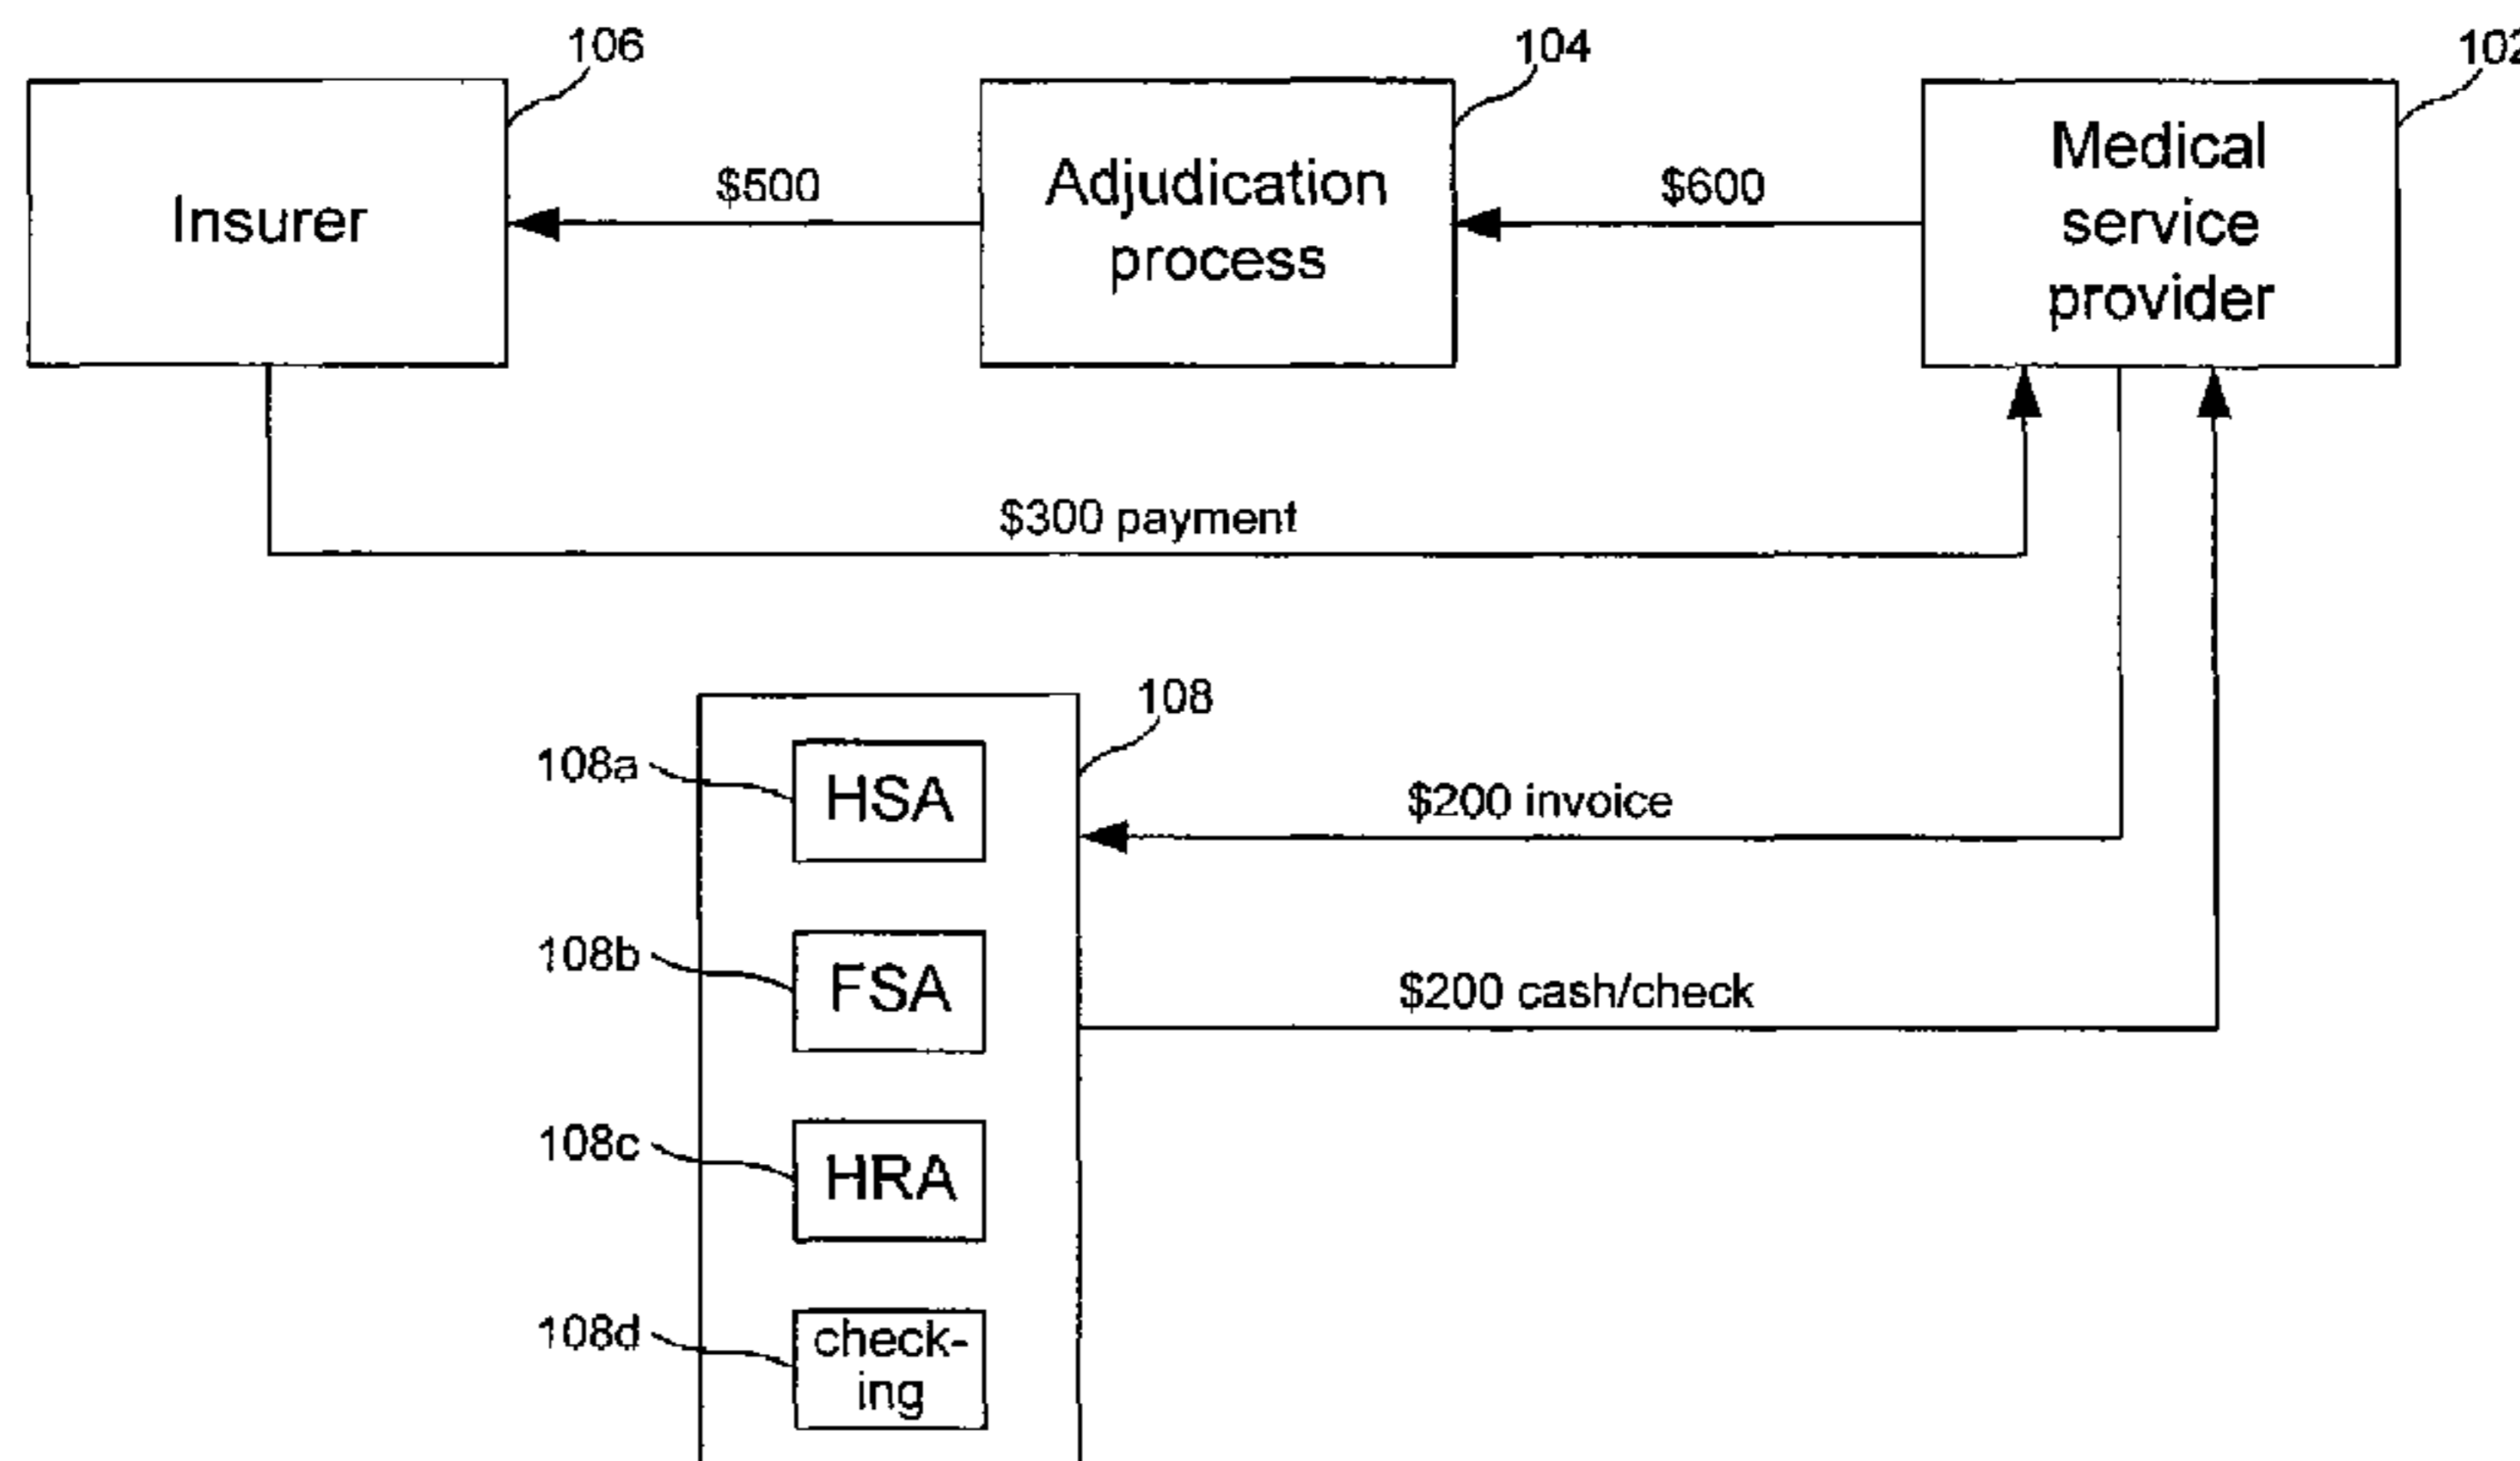 106
104
102
Insurer
$500
Adjudication
process
$600
Medical
service
provider
$300 payment
108
108a
HSA
$200 invoice
108b
FSA
$200 cash/check
108c
HRA
108d
check-
ing